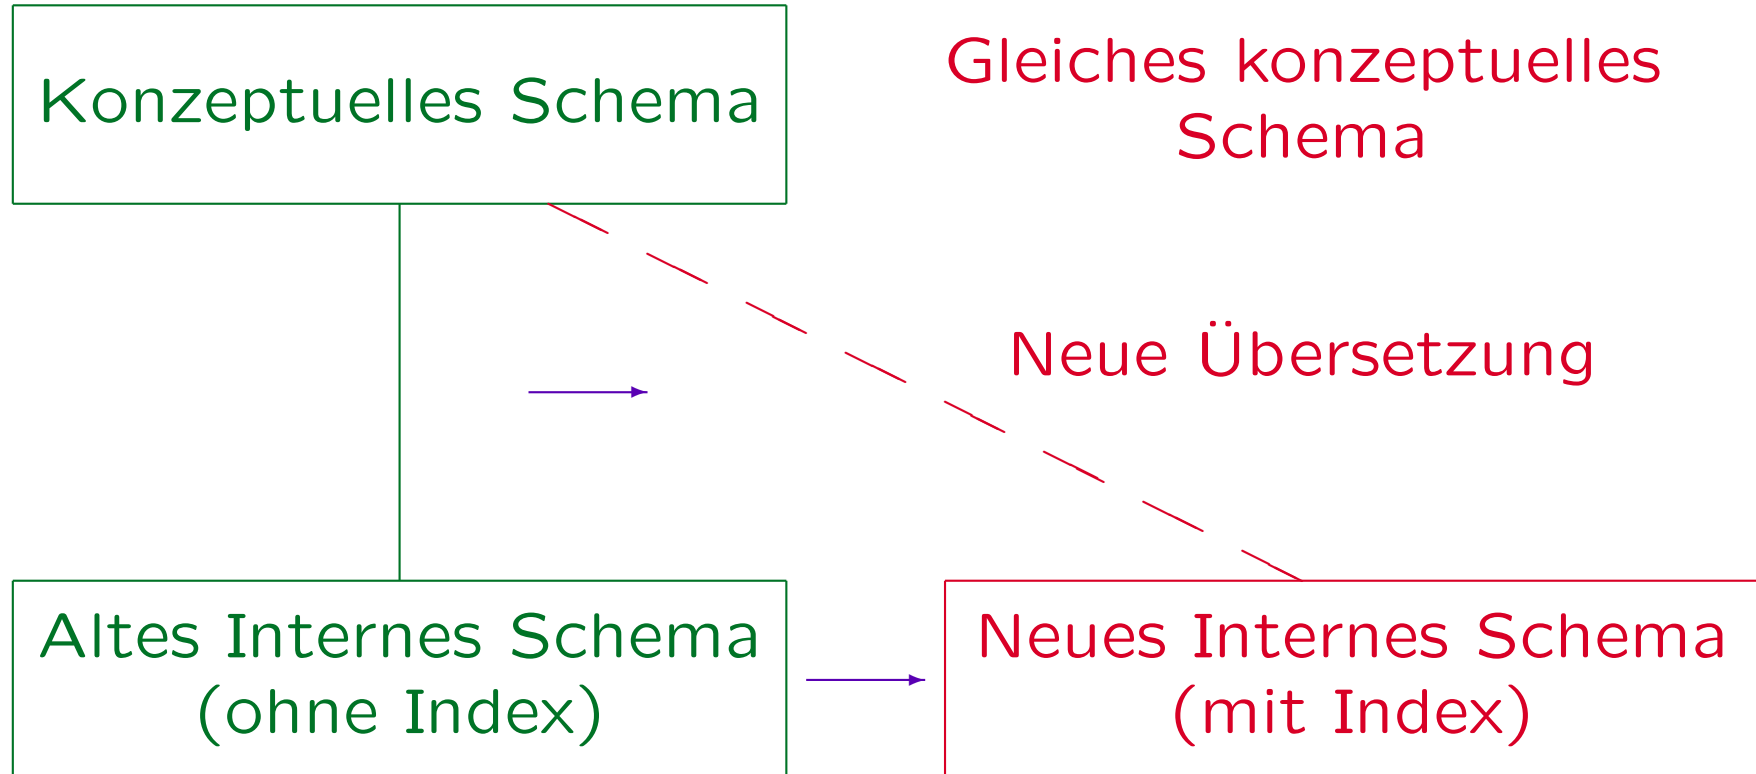 Konzeptuelles Schema
Gleiches konzeptuelles
Schema
Neue Übersetzung
Altes Internes Schema
(ohne Index)
Neues Internes Schema
(mit Index)